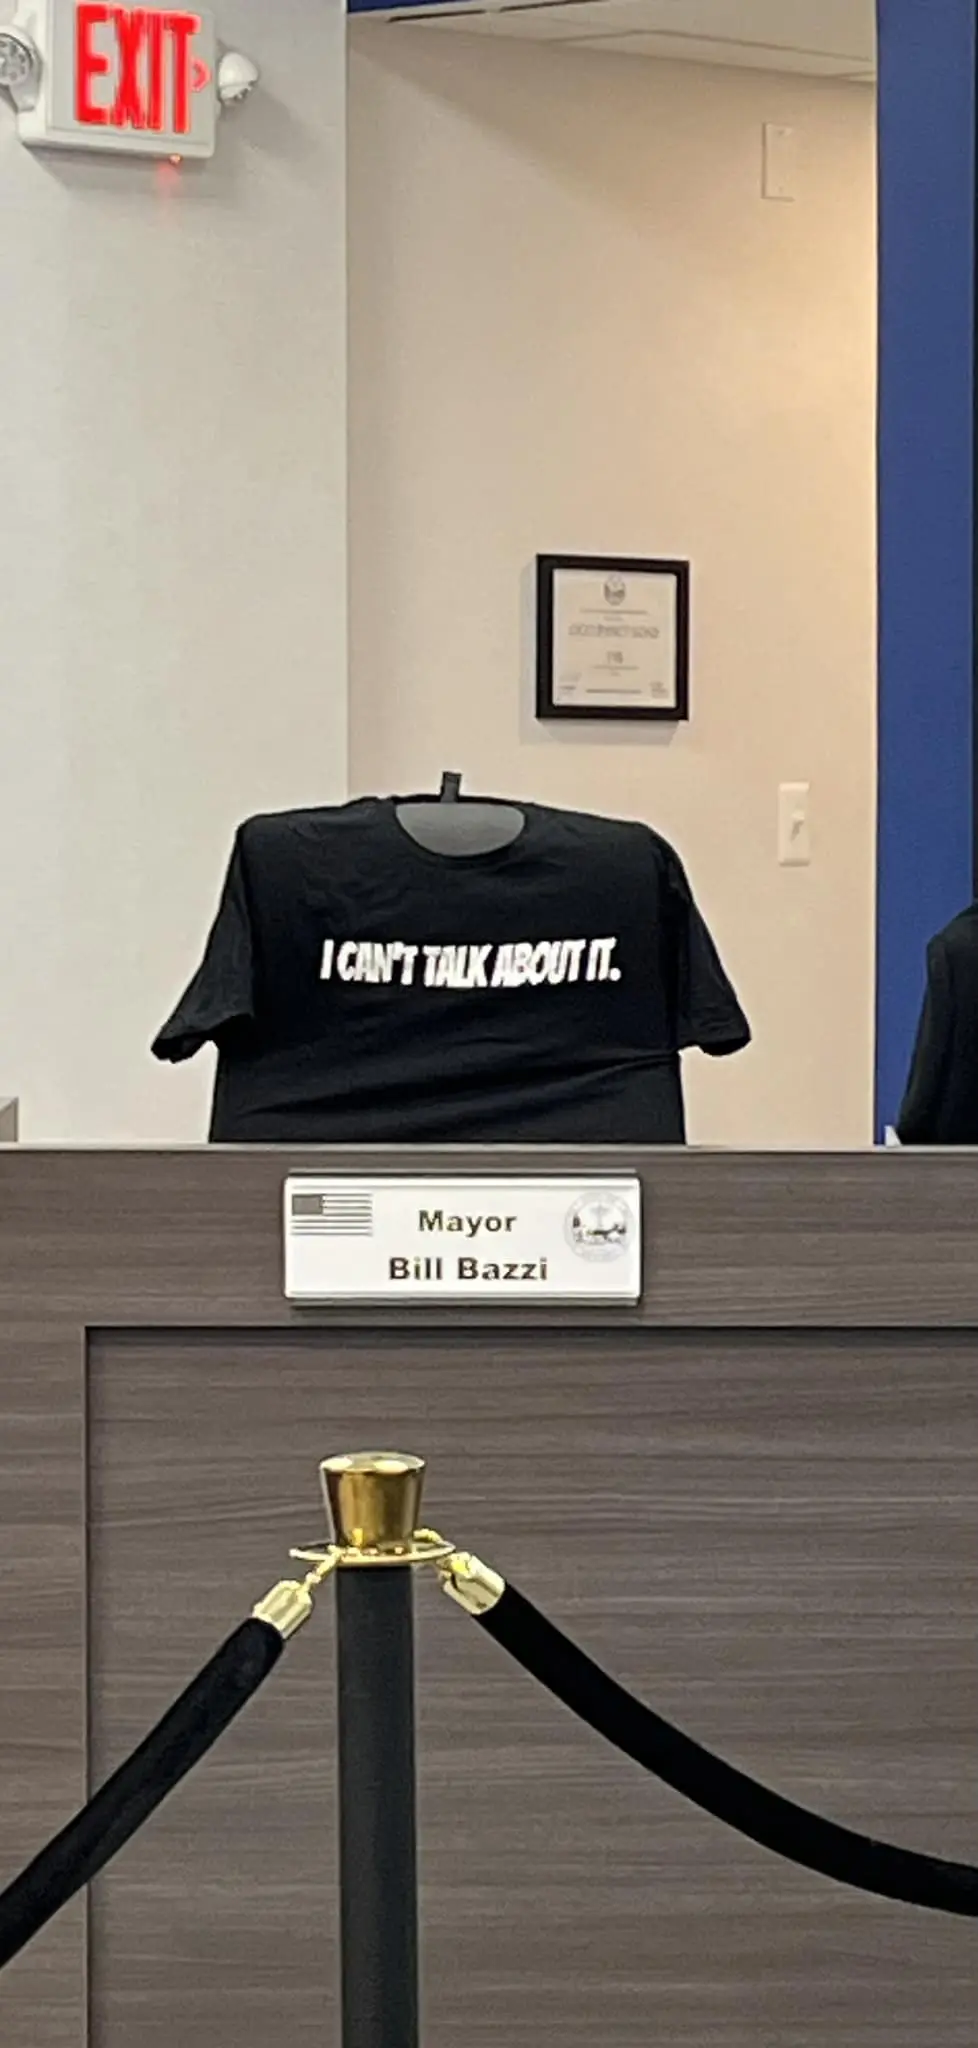 EXIT
I CAN'T TALK ABOUT IT.
Mayor
Bill Bazzi